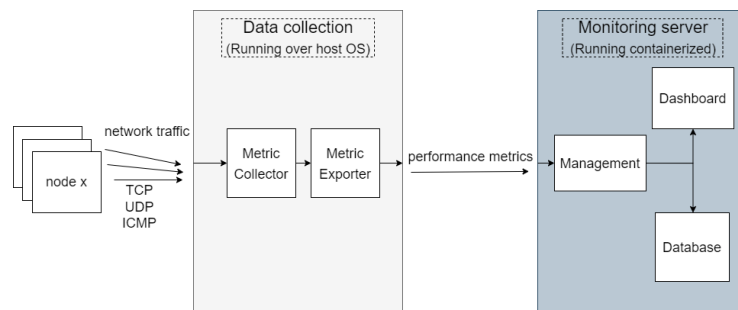 Data collection
(Running over host OS)
Monitoring server
(Running containerized)
Dashboard
network traffic
Metric
Collector
Metric
Exporter
performance metrics
Management
node x
TCP
UDP
ICMP
Database